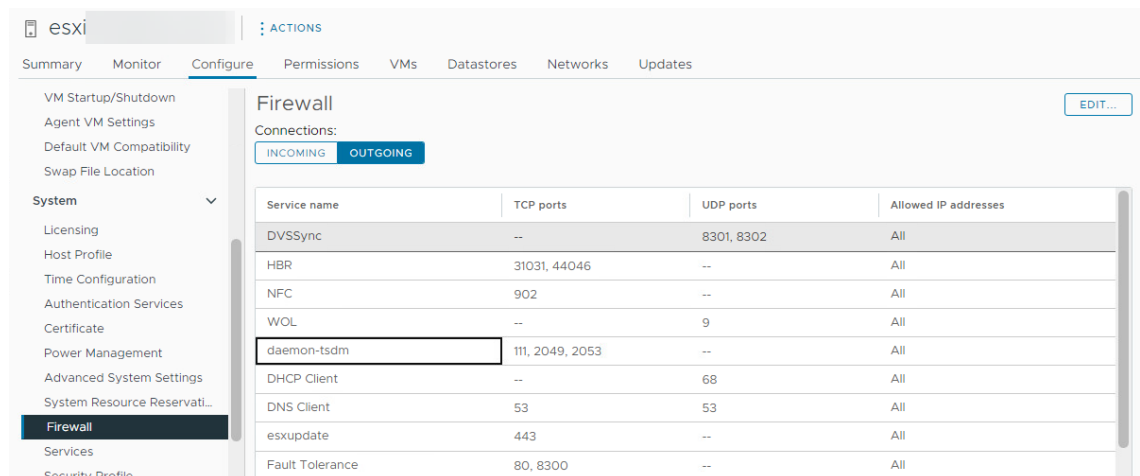 esxi
ACTIONS
Summary Monitor Configure Permissions VMs Datastores Networks Updates
VM Startup/Shutdown
Agent VM Settings
Default VM Compatibility
Swap File Location
System
Licensing
Host Profile
Time Configuration
Authentication Services
Certificate
Power Management
Advanced System Settings
System Resource Reservati...
Firewall
Services
Security Profile
Firewall
EDIT...
Connections:
INCOMING OUTGOING
Service name TCP ports UDP ports Allowed IP addresses
DVSSync -- 8301, 8302 All
HBR 31031, 44046 -- All
NFC 902 -- All
WOL -- 9 All
daemon-tsdm 111, 2049, 2053 -- All
DHCP Client -- 68 All
DNS Client 53 53 All
esxupdate 443 -- All
Fault Tolerance 80, 8300 -- All